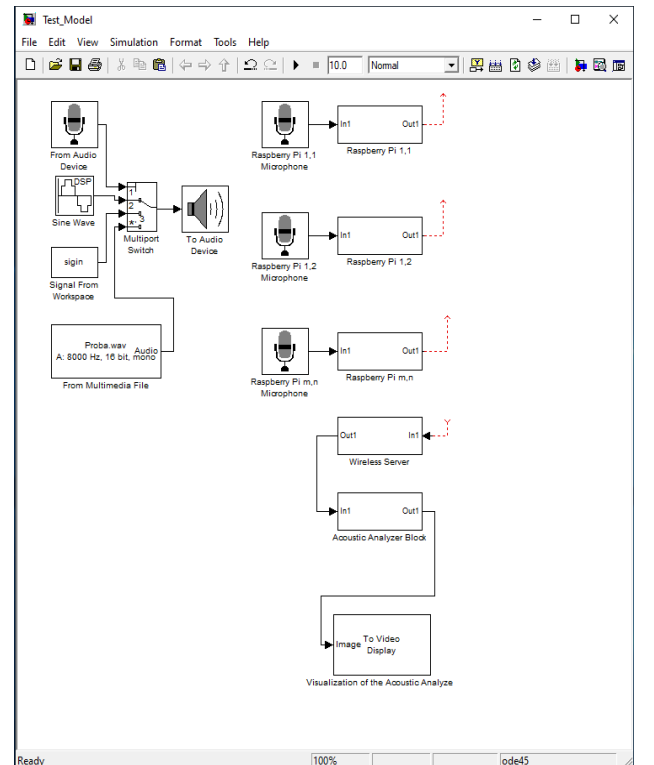 Test_Model
File Edit View Simulation Format Tools Help
10.0 Normal
From Audio
Device
DSP
Sine Wave
sigin
Signal From
Workspace
Proba.wav
A: 8000 Hz, 16 bit, mono
Audio
From Multimedia File
1
2
3
*,
Multiport
Switch
To Audio
Device
Raspberry Pi 1,1
Microphone
In1 Out1
Raspberry Pi 1,1
Raspberry Pi 1,2
Microphone
In1 Out1
Raspberry Pi 1,2
Raspberry Pi m,n
Microphone
In1 Out1
Raspberry Pi m,n
Out1 In1
Wireless Server
In1 Out1
Acoustic Analyzer Block
Image To Video
Display
Visualization of the Acoustic Analyze
Ready 100% ode45